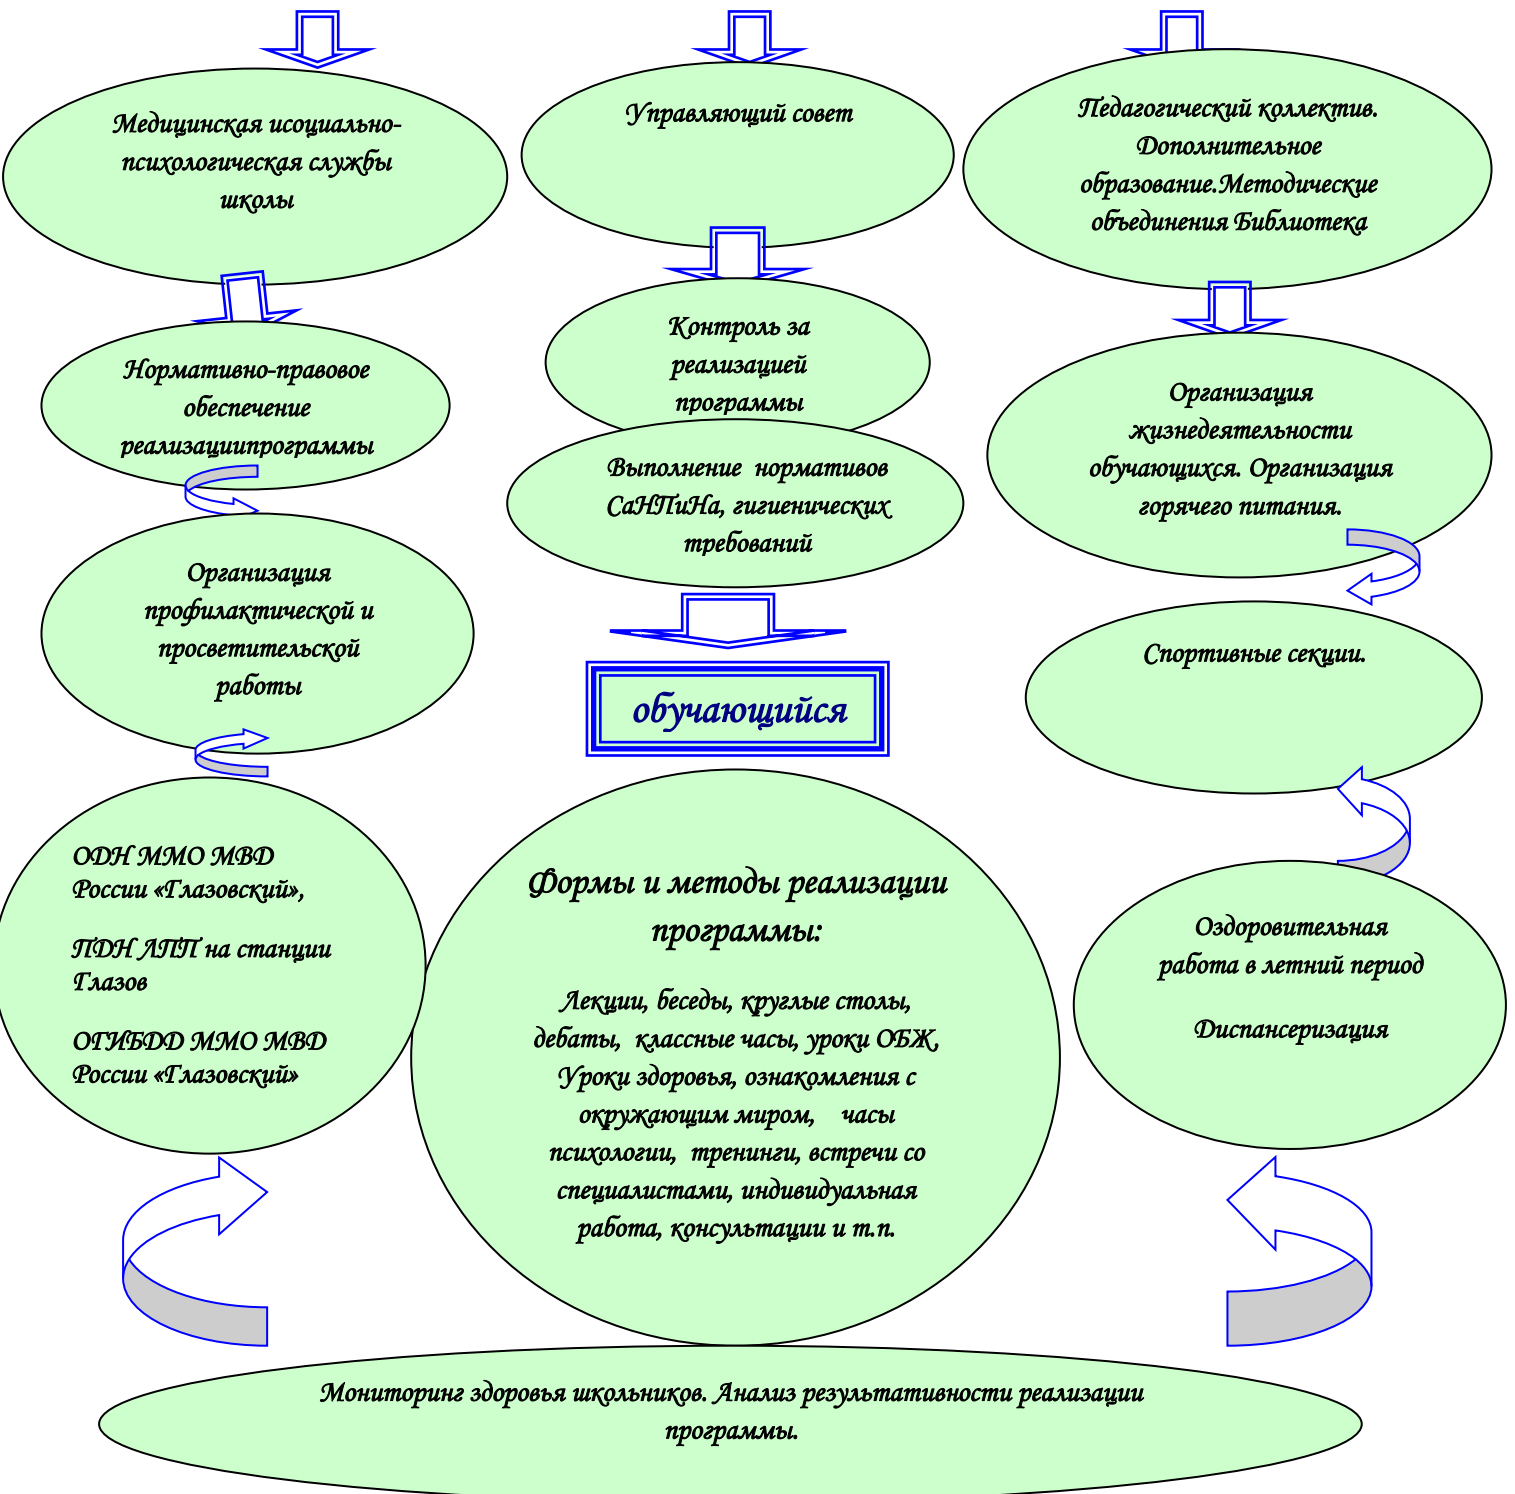 Медицинская исоциально-
психологическая службы
школы
Управляющий совет
Педагогический коллектив.
Дополнительное
образование.Методические
объединения Библиотека
Нормативно-правовое
обеспечение
реализациипрограммы
Контроль за
реализацией
программы
Организация
жизнедеятельности
обучающихся. Организация
горячего питания.
Выполнение  нормативов
СаНПиНа, гигиенических
требований
Организация
профилактической и
просветительской
работы
обучающийся
Спортивные секции.
ОДН ММО МВD
России «Глазовский»,
ПДН ЛПП на станции
Глазов
ОГИБДD ММО МВD
России «Глазовский»
Формы и методы реализации
программы:
Лекции, беседы, круглые столы,
дебаты,  классные часы, уроки ОБЖ,
Уроки здоровья, ознакомления с
окружающим миром,    часы
психологии,  тренинги, встречи со
специалистами, индивидуальная
работа, консультации и т.п.
Оздоровительная
работа в летний период
Диспансеризация
Мониторинг здоровья школьников. Анализ результативности реализации
программы.